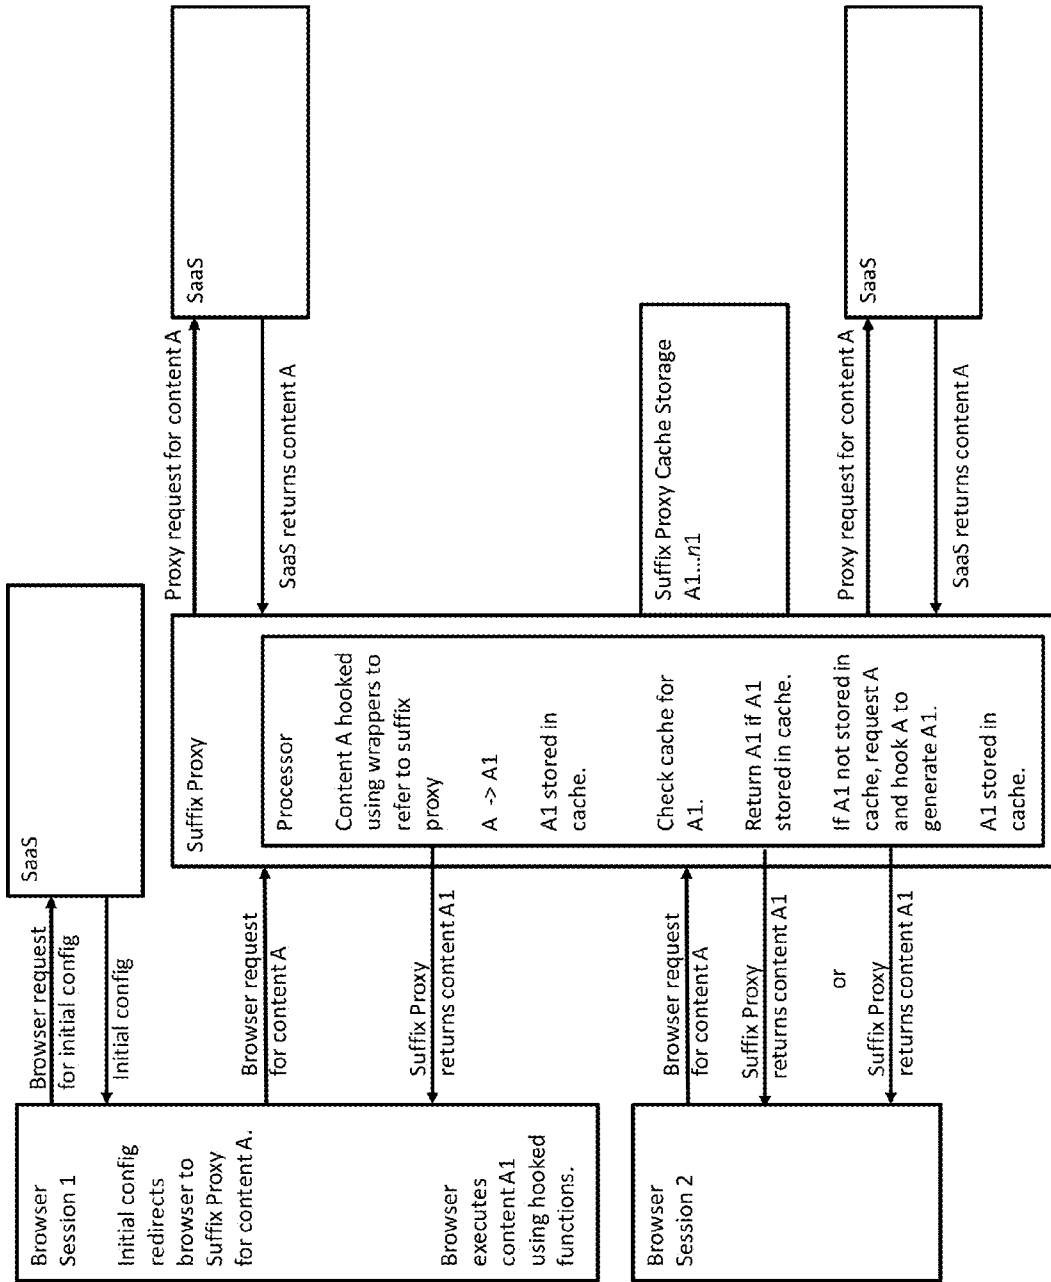 Browser
Session 1
Initial config
redirects
browser to
Suffix Proxy
for content A.
Browser
executes
content A1
using hooked
functions.
Browser request
for initial config
Initial config
SaaS
Browser request
for content A
Suffix Proxy
returns content A1
Suffix Proxy
Processor
Content A hooked
using wrappers to
refer to suffix
proxy
A -> A1
A1 stored in
cache.
Check cache for
A1.
Return A1 if A1
stored in cache.
If A1 not stored in
cache, request A
and hook A to
generate A1.
A1 stored in
cache.
Proxy request for content A
SaaS returns content A
SaaS
Suffix Proxy Cache Storage
A1...n1
Browser
Session 2
Browser request
for content A
Suffix Proxy
returns content A1
or
Suffix Proxy
returns content A1
Proxy request for content A
SaaS returns content A
SaaS